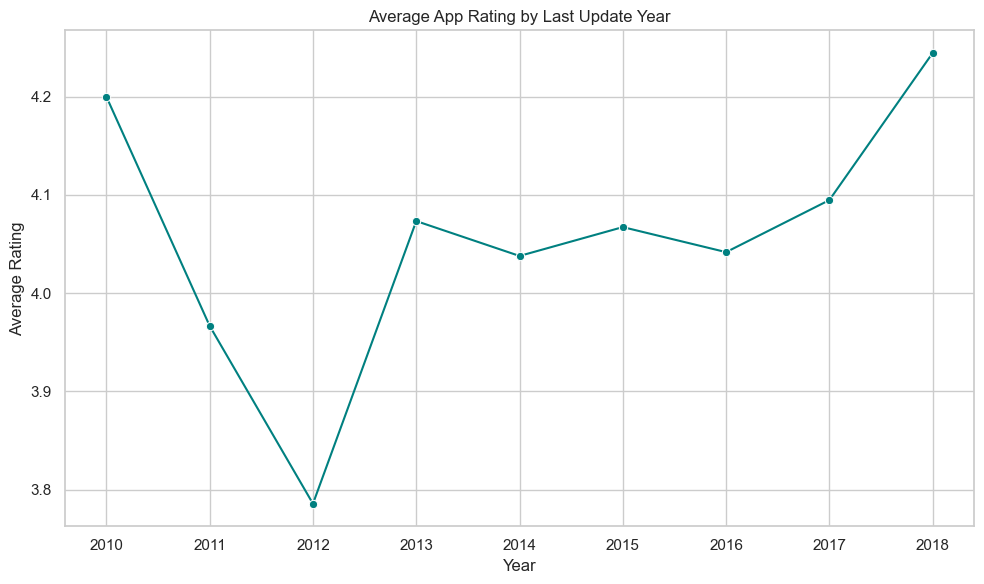 Average App Rating by Last Update Year
Average Rating
4.2
4.1
4.0
3.9
3.8
2010 2011 2012 2013 2014 2015 2016 2017 2018
Year